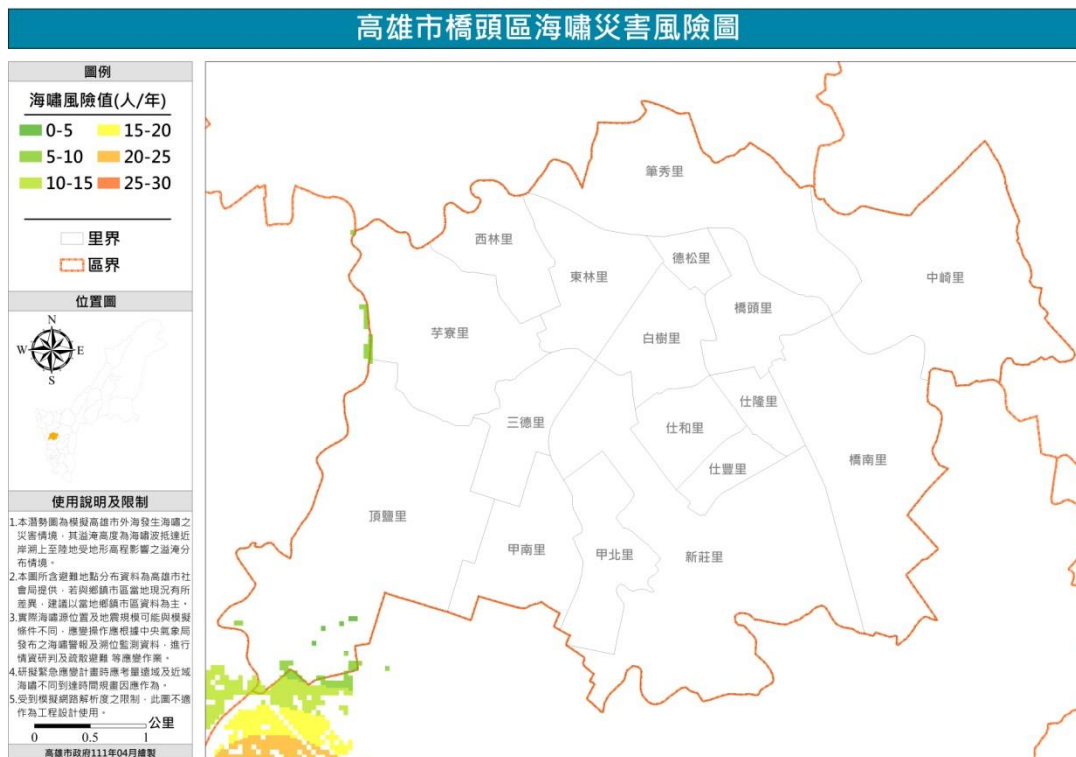 高雄市橋頭區海嘯災害風險圖
圖例
海嘯風險值(人/年)
0-5
15-20
5-10
20-25
10-15
25-30
里界
區界
位置圖
N
W
E
S
使用說明及限制
1.本潛勢圖為模擬高雄市外海發生海嘯之
災害情境，其溢淹高度為海嘯波抵達近
岸溯上至陸地受地形高程影響之溢淹分
布情境。
2.本圖所含避難地點分布資料為高雄市社
會局提供，若與鄉鎮市區當地現況有所
差異，建議以當地鄉鎮市區資料為主。
3.實際海嘯源位置及地震規模可能與模擬
條件不同，應變操作應根據中央氣象局
發布之海嘯警報及潮位監測資料，進行
情資研判及疏散避難 等應變作業。
4.研擬緊急應變計畫時應考量遠域及近域
海嘯不同到達時間規畫因應作為。
5.受到模擬網路解析度之限制，此圖不適
作為工程設計使用。
公里
0
0.5
1
高雄市政府111年04月繪製
筆秀里
西林里
德松里
東林里
中崎里
橋頭里
芋寮里
白樹里
仕隆里
三德里
仕和里
橋南里
仕豐里
頂鹽里
甲南里
甲北里
新莊里